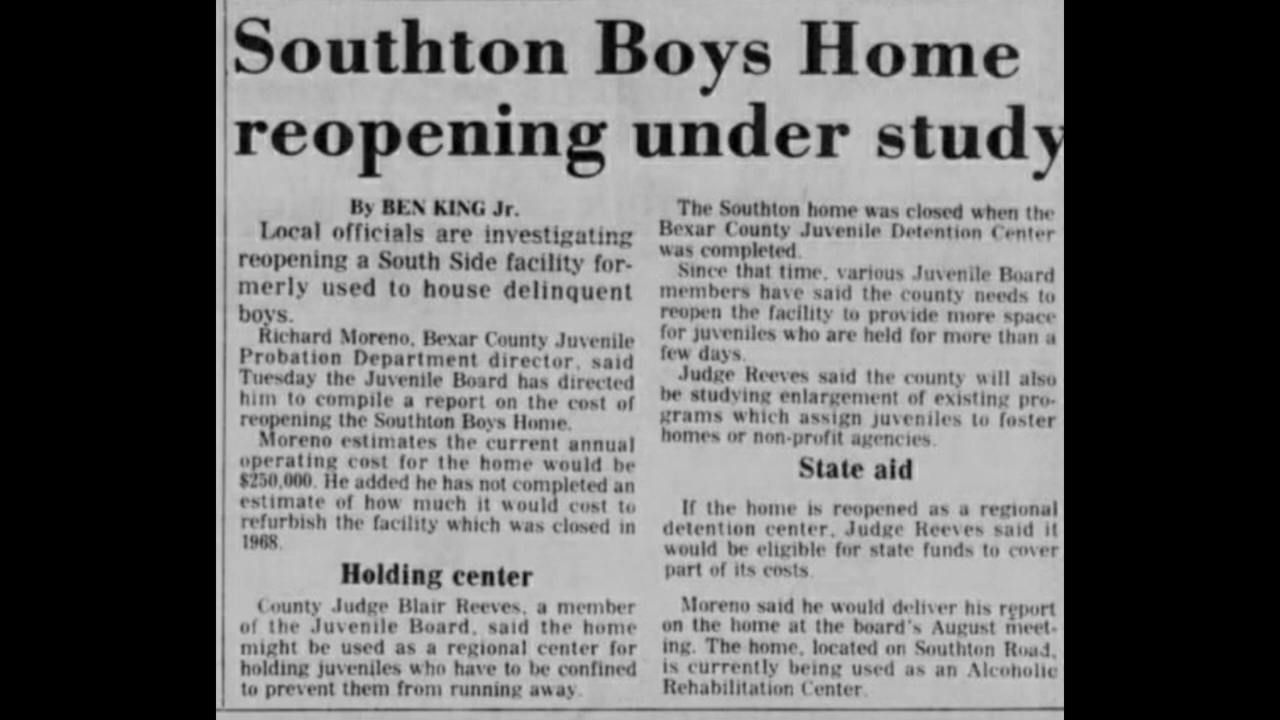 Southton Boys Home
reopening under study
By BEN KING Jr.
Local officials are investigating
reopening a South Side facility for-
merly used to house delinquent
boys.
Richard Moreno, Bexar County Juvenile
Probation Department director, said
Tuesday the Juvenile Board has directed
him to compile a report on the cost of
reopening the Southton Boys Home.
Moreno estimates the current annual
operating cost for the home would be
$250,000. He added he has not completed an
estimate of how much it would cost to
refurbish the facility which was closed in
1968.
Holding center
County Judge Blair Reeves, a member
of the Juvenile Board, said the home
might be used as a regional center for
holding juveniles who have to be confined
to prevent them from running away.
The Southton home was closed when the
Bexar County Juvenile Detention Center
was completed.
Since that time, various Juvenile Board
members have said the county needs to
reopen the facility to provide more space
for juveniles who are held for more than a
few days.
Judge Reeves said the county will also
be studying enlargement of existing pro-
grams which assign juveniles to foster
homes or non-profit agencies.
State aid
If the home is reopened as a regional
detention center, Judge Reeves said it
would be eligible for state funds to cover
part of its costs.
Moreno said he would deliver his report
on the home at the board's August meet-
ing. The home, located on Southton Road,
is currently being used as an Alcoholic
Rehabilitation Center.